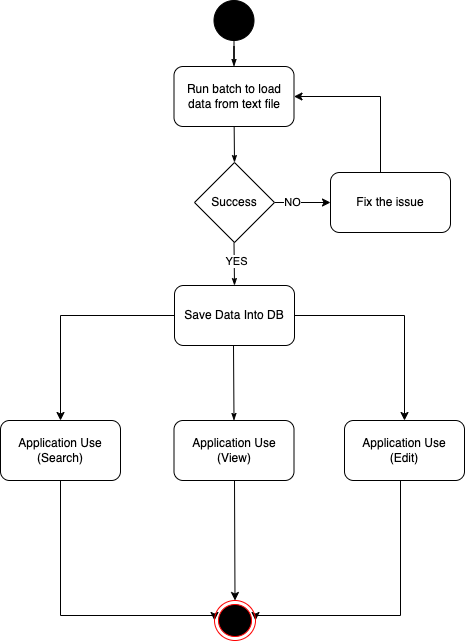 Run batch to load
data from text file
Success
NO
Fix the issue
YES
Save Data Into DB
Application Use
(Search)
Application Use
(View)
Application Use
(Edit)